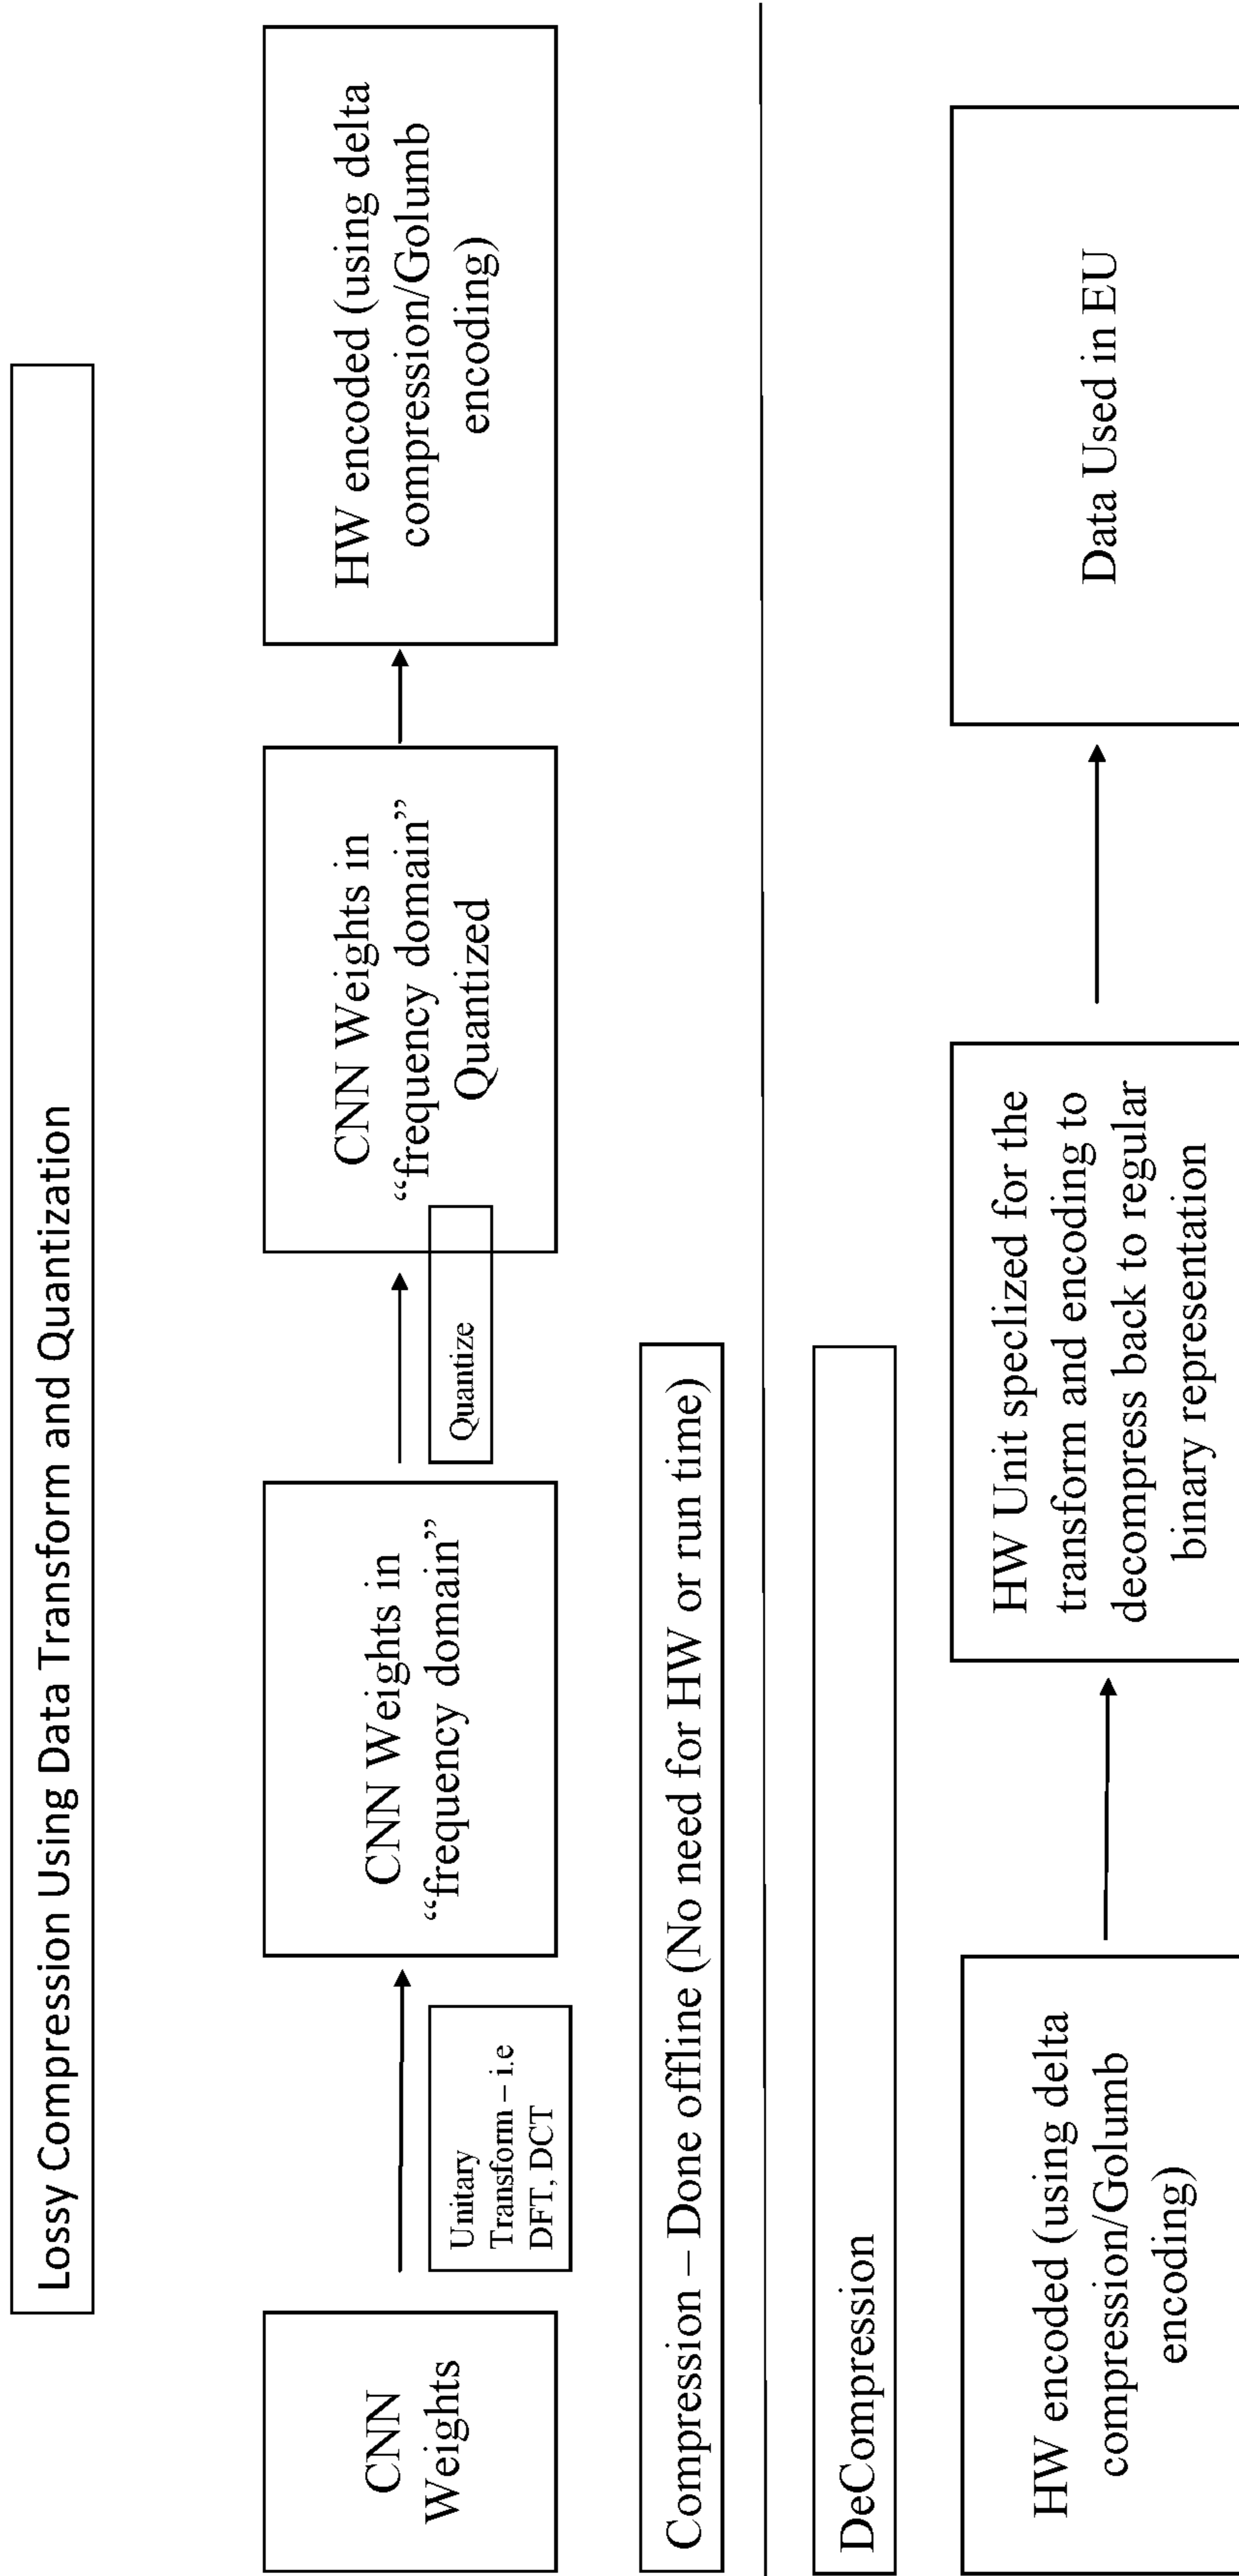 Lossy Compression Using Data Transform and Quantization
CNN
Weights
Unitary
Transform – i.e
DFT, DCT
CNN Weights in
“frequency domain”
Quantize
CNN Weights in
“frequency domain”
Quantized
HW encoded (using delta
compression/Golumb
encoding)
Compression – Done offline (No need for HW or run time)
DeCompression
HW encoded (using delta
compression/Golumb
encoding)
HW Unit speclized for the
transform and encoding to
decompress back to regular
binary representation
Data Used in EU